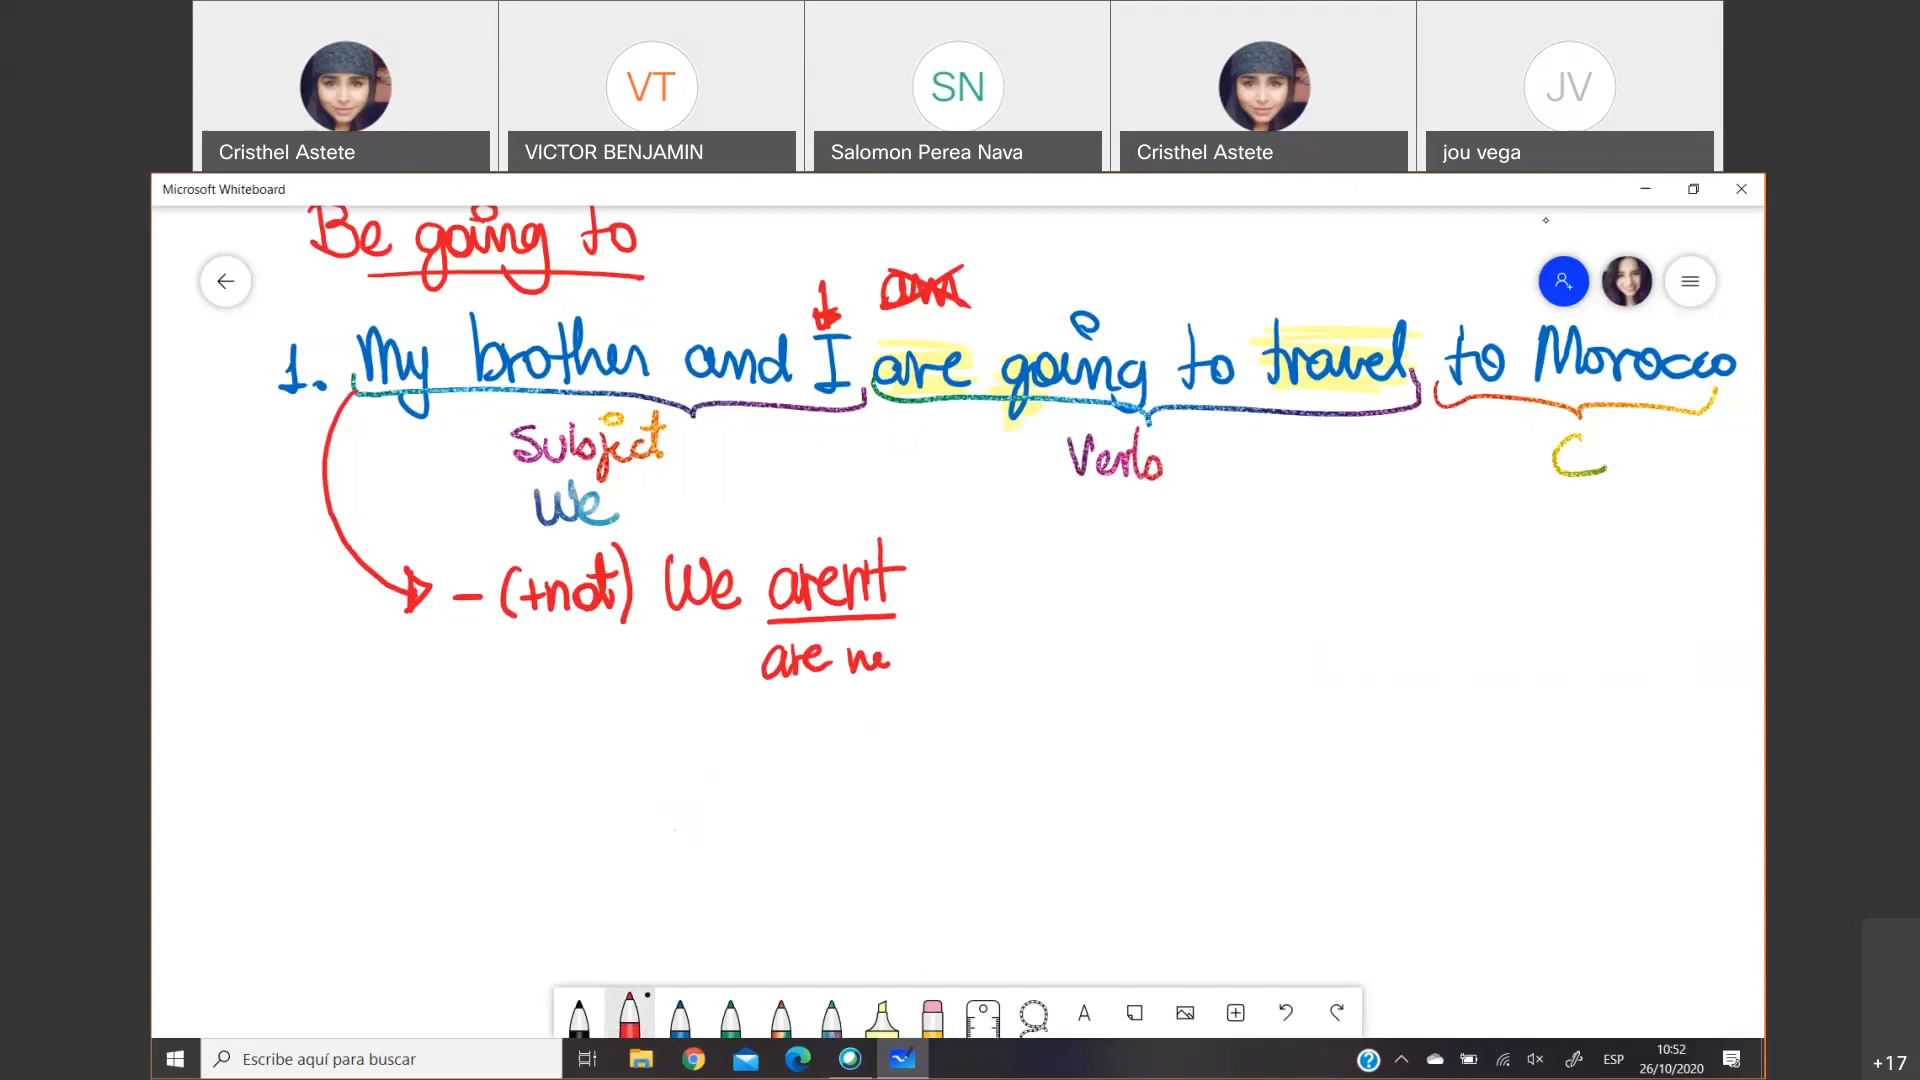 VT
SN
JV
Cristhel Astete
VICTOR BENJAMIN
Salomon Perea Nava
Cristhel Astete
jou vega
Microsoft Whiteboard
Be going to
am
1. My brother and I are going to travel to Morocco
Subject
Verb
C
We
- (+not) We arent
are no
A
Escribe aquí para buscar
ESP
10:52
26/10/2020
+17